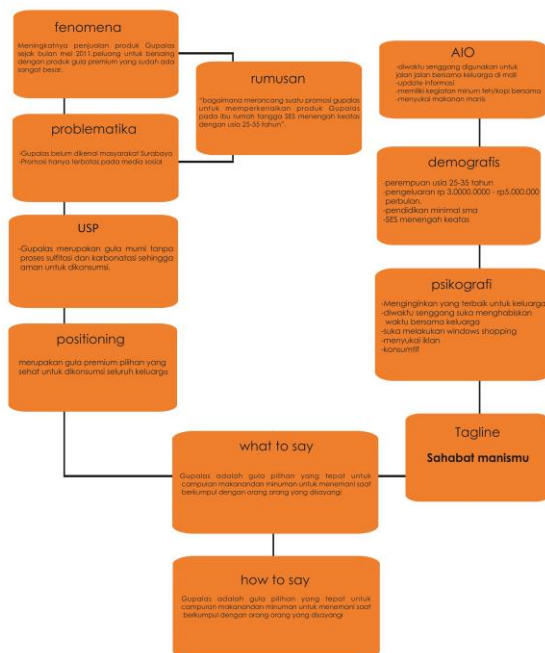 fenomena
Meningkatnya penjualan produk Gupalas
sejak bulan mei 2011.peluang untuk bersaing
dengan produk gula premium yang sudah ada
sangat besar.
rumusan
"bagaimana merancang suatu promosi gupalas
untuk memperkenalkan produk Gupalas
pada ibu rumah tangga SES menengah keatas
dengan usia 25-35 tahun".
problematika
-Gupalas belum dikenal masyarakat Surabaya
-Promosi hanya terbatas pada media sosial
USP
-Gupalas merupakan gula murni tanpa
proses sulfitasi dan karbonatasi sehingga
aman untuk dikonsumsi.
positioning
merupakan gula premium pilihan yang
sehat untuk dikonsumsi seluruh keluarga
AIO
-diwaktu senggang digunakan untuk
jalan jalan bersama keluarga di mall
-update informasi
-memiliki kegiatan minum teh/kopi bersama
-menyukai makanan manis
demografis
-perempuan usia 25-35 tahun
-pengeluaran rp 3.0000.0000 - rp5.000.000
perbulan.
-pendidikan minimal sma
-SES menengah keatas
psikografi
-Menginginkan yang terbaik untuk keluarga
-diwaktu senggang suka menghabiskan
waktu bersama keluarga
-suka melakukan windows shopping
-menyukai iklan
-konsumtif
Tagline
Sahabat manismu
what to say
Gupalas adalah gula pilihan yang tepat untuk
campuran makanandan minuman untuk menemani saat
berkumpul dengan orang orang yang disayangi
how to say
Gupalas adalah gula pilihan yang tepat untuk
campuran makanandan minuman untuk menemani saat
berkumpul dengan orang orang yang disayangi